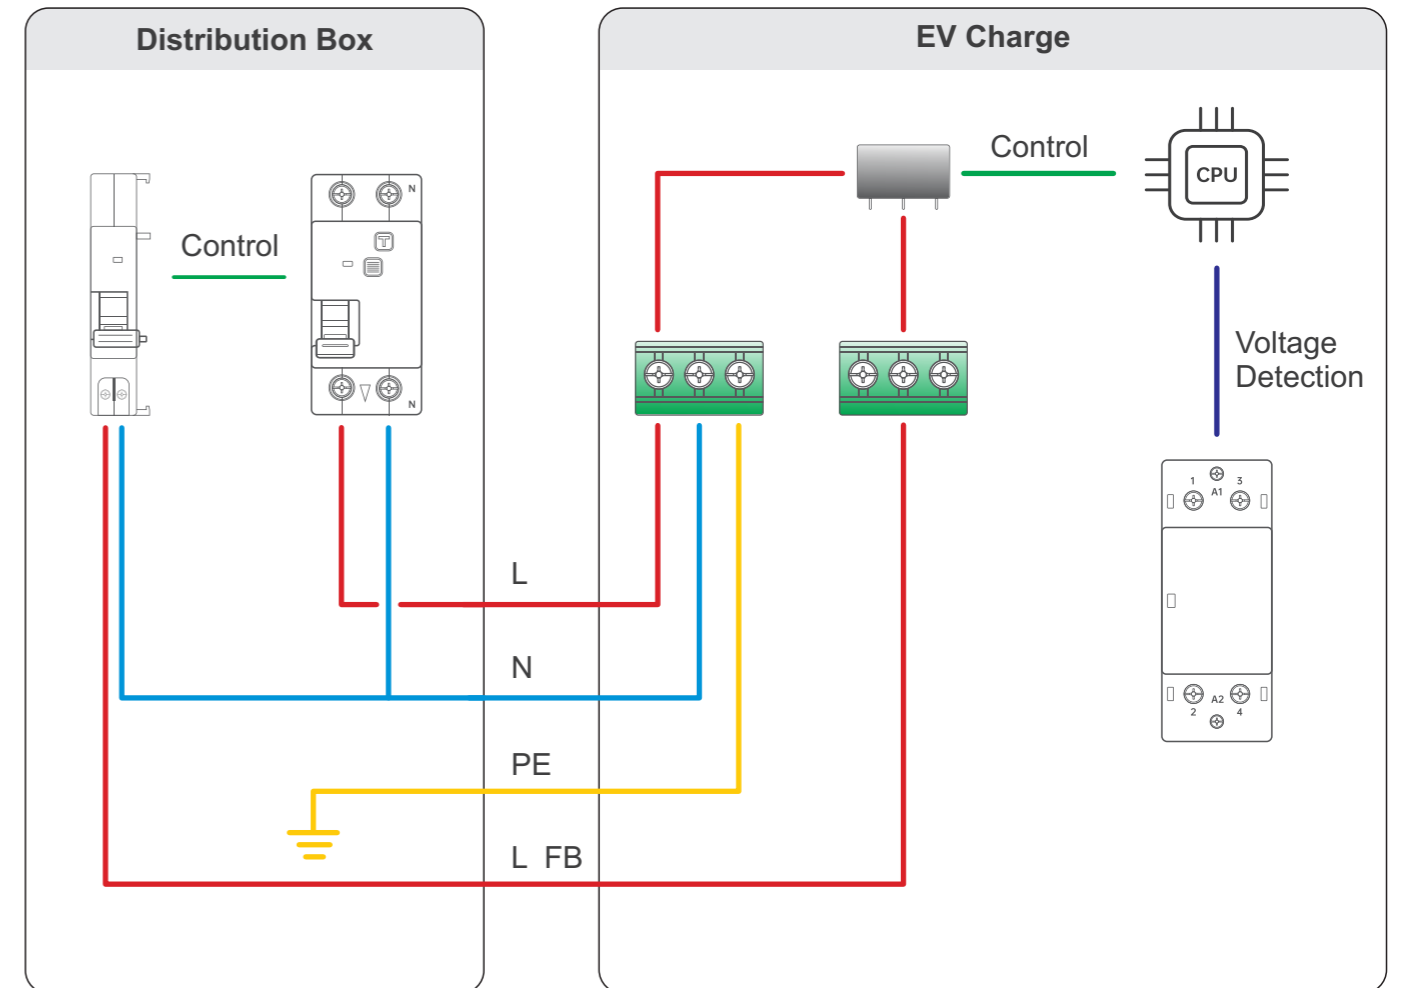 Distribution Box
EV Charge
Control
CPU
N
Control
T
Voltage
Detection
N
1
3
A1
L
N
A2
2
4
PE
L FB